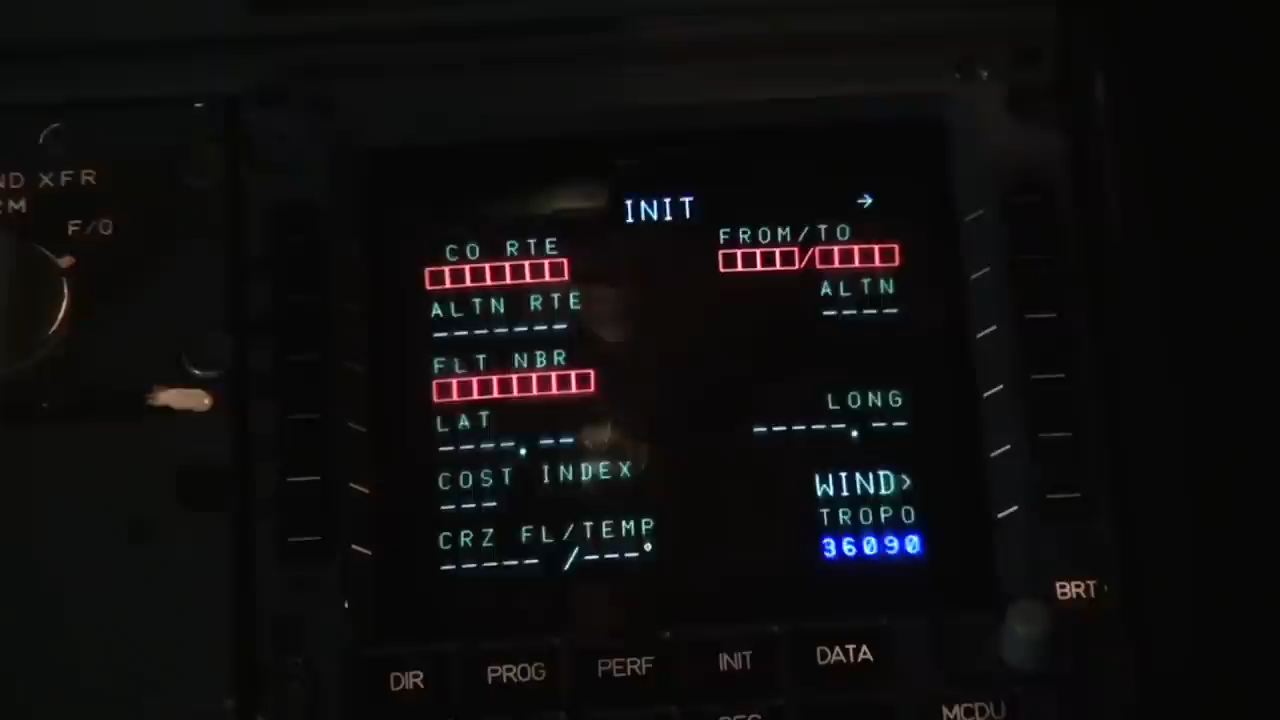 ND XFR
F/O
INIT →
CO RTE FROM/TO
□□□□□□□ □□□□/□□□□
ALTN RTE ALTN
------- ----
FLT NBR
□□□□□□□□
LAT LONG
----.-- -----.--
COST INDEX
--- WIND>
CRZ FL/TEMP TROPO
----- /---° 36090
BRT
DIR PROG PERF INIT DATA
MCDU